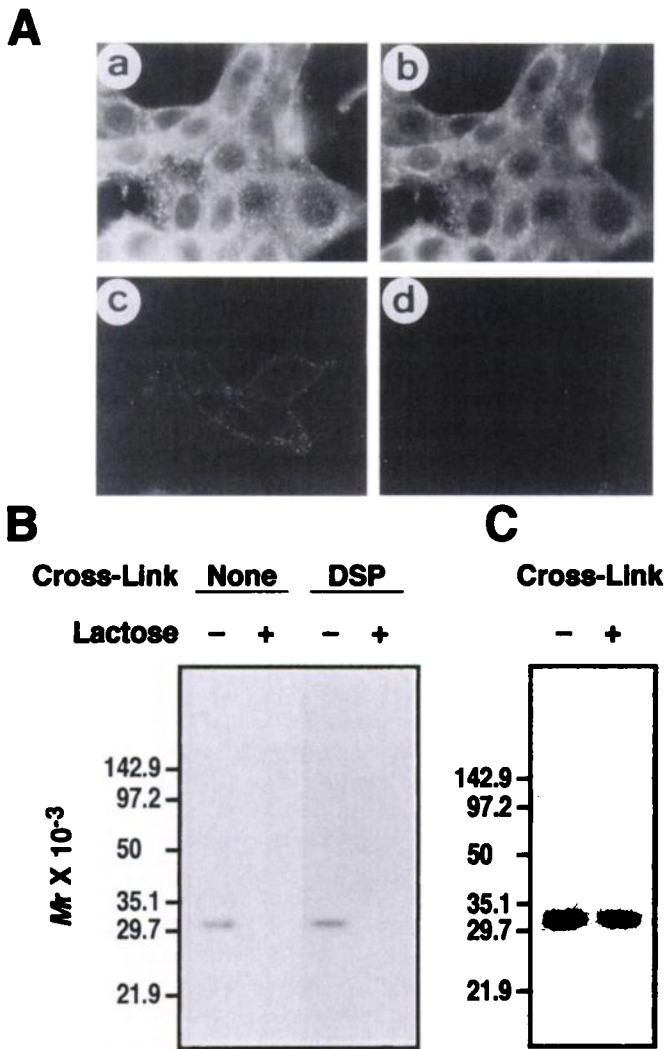 A
a
b
c
d
B
C
Cross-Link None DSP
Cross-Link
Lactose - + - +
- +
142.9
97.2
50
35.1
29.7
21.9
Mr X 10-3
142.9
97.2
50
35.1
29.7
21.9